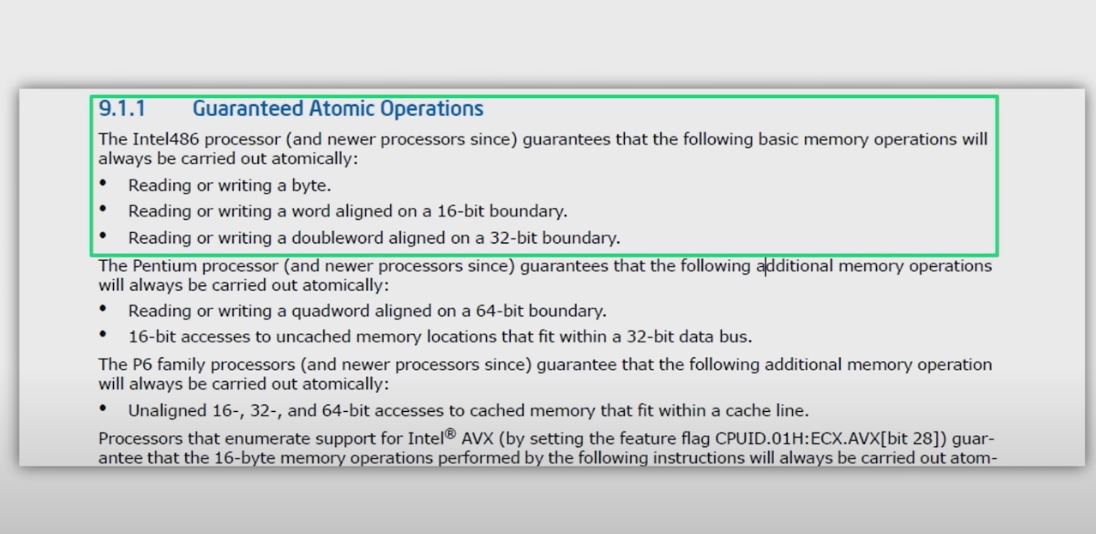 9.1.1 Guaranteed Atomic Operations
The Intel486 processor (and newer processors since) guarantees that the following basic memory operations will
always be carried out atomically:
• Reading or writing a byte.
• Reading or writing a word aligned on a 16-bit boundary.
• Reading or writing a doubleword aligned on a 32-bit boundary.
The Pentium processor (and newer processors since) guarantees that the following additional memory operations
will always be carried out atomically:
• Reading or writing a quadword aligned on a 64-bit boundary.
• 16-bit accesses to uncached memory locations that fit within a 32-bit data bus.
The P6 family processors (and newer processors since) guarantee that the following additional memory operation
will always be carried out atomically:
• Unaligned 16-, 32-, and 64-bit accesses to cached memory that fit within a cache line.
Processors that enumerate support for Intel® AVX (by setting the feature flag CPUID.01H:ECX.AVX[bit 28]) guar-
antee that the 16-byte memory operations performed by the following instructions will always be carried out atom-